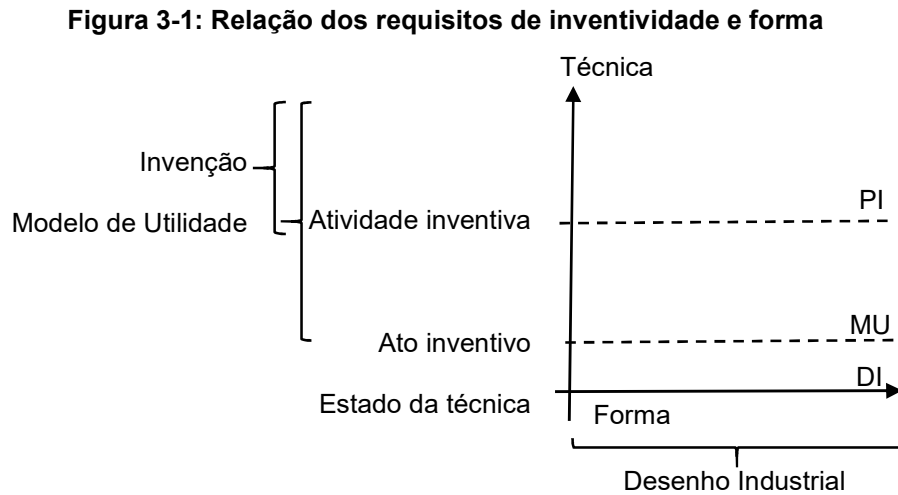 Figura 3-1: Relação dos requisitos de inventividade e forma
Técnica
Invenção
PI
Modelo de Utilidade
Atividade inventiva
MU
Ato inventivo
DI
Estado da técnica
Forma
Desenho Industrial